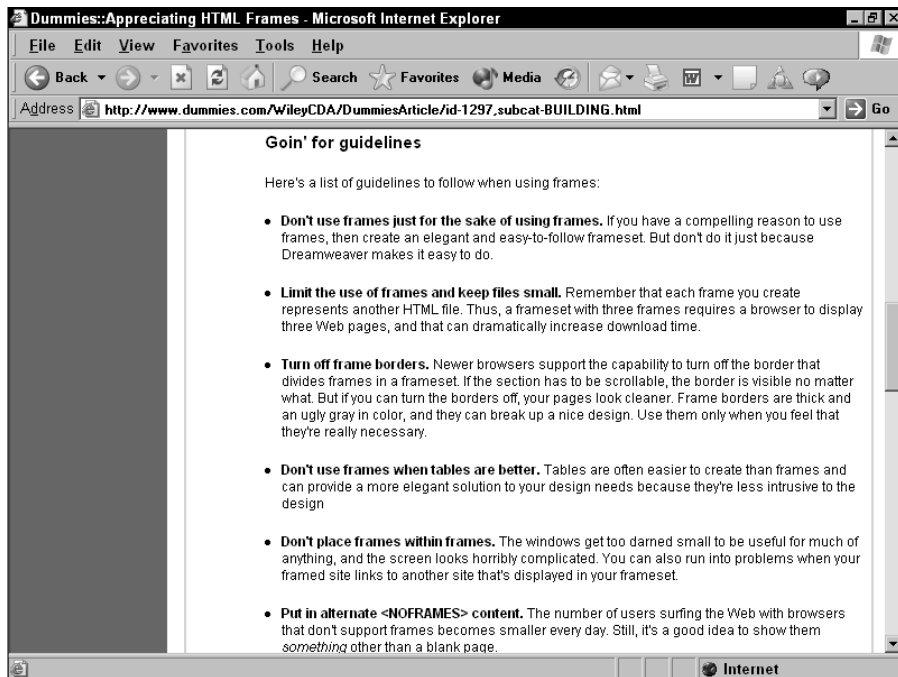 Dummies::Appreciating HTML Frames - Microsoft Internet Explorer
File Edit View Favorites Tools Help
Back Search Favorites Media
Address http://www.dummies.com/WileyCDA/DummiesArticle/id-1297,subcat-BUILDING.html Go
Goin' for guidelines
Here's a list of guidelines to follow when using frames:
• Don't use frames just for the sake of using frames. If you have a compelling reason to use
frames, then create an elegant and easy-to-follow frameset. But don't do it just because
Dreamweaver makes it easy to do.
• Limit the use of frames and keep files small. Remember that each frame you create
represents another HTML file. Thus, a frameset with three frames requires a browser to display
three Web pages, and that can dramatically increase download time.
• Turn off frame borders. Newer browsers support the capability to turn off the border that
divides frames in a frameset. If the section has to be scrollable, the border is visible no matter
what. But if you can turn the borders off, your pages look cleaner. Frame borders are thick and
an ugly gray in color, and they can break up a nice design. Use them only when you feel that
they're really necessary.
• Don't use frames when tables are better. Tables are often easier to create than frames and
can provide a more elegant solution to your design needs because they're less intrusive to the
design
• Don't place frames within frames. The windows get too darned small to be useful for much of
anything, and the screen looks horribly complicated. You can also run into problems when your
framed site links to another site that's displayed in your frameset.
• Put in alternate <NOFRAMES> content. The number of users surfing the Web with browsers
that don't support frames becomes smaller every day. Still, it's a good idea to show them
something other than a blank page.
Internet